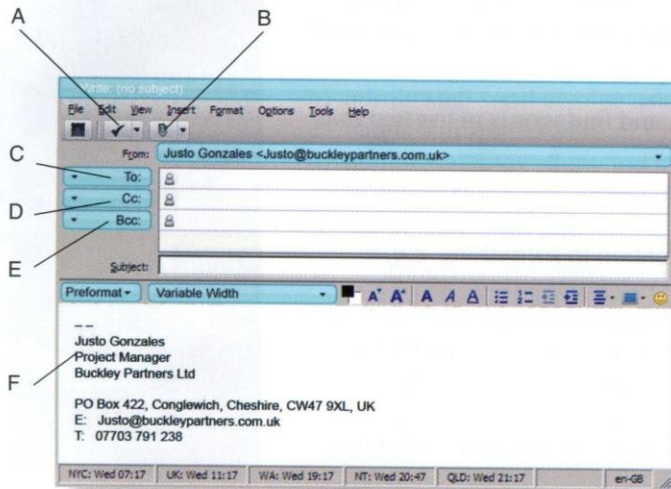 A B
Write: (no subject)
File Edit View Insert Format Options Tools Help
From: Justo Gonzales <Justo@buckleypartners.com.uk>
C To:
D Cc:
E Bcc:
Subject:
Preformat Variable Width A A A A A
– –
Justo Gonzales
F Project Manager
Buckley Partners Ltd
PO Box 422, Conglewich, Cheshire, CW47 9XL, UK
E: Justo@buckleypartners.com.uk
T: 07703 791 238
NYC: Wed 07:17 UK: Wed 11:17 WA: Wed 19:17 NT: Wed 20:47 QLD: Wed 21:17 en-GB